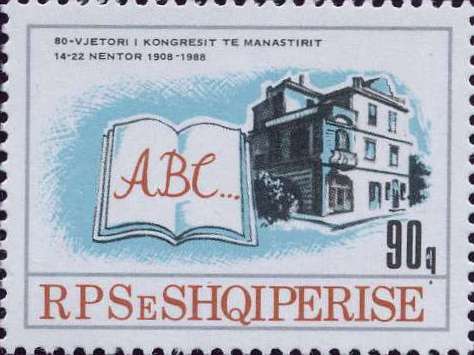 80-VJETORI I KONGRESIT TE MANASTIRIT
14-22 NENTOR 1908-1988
ABC...
90q
RPSESHQIPERISE